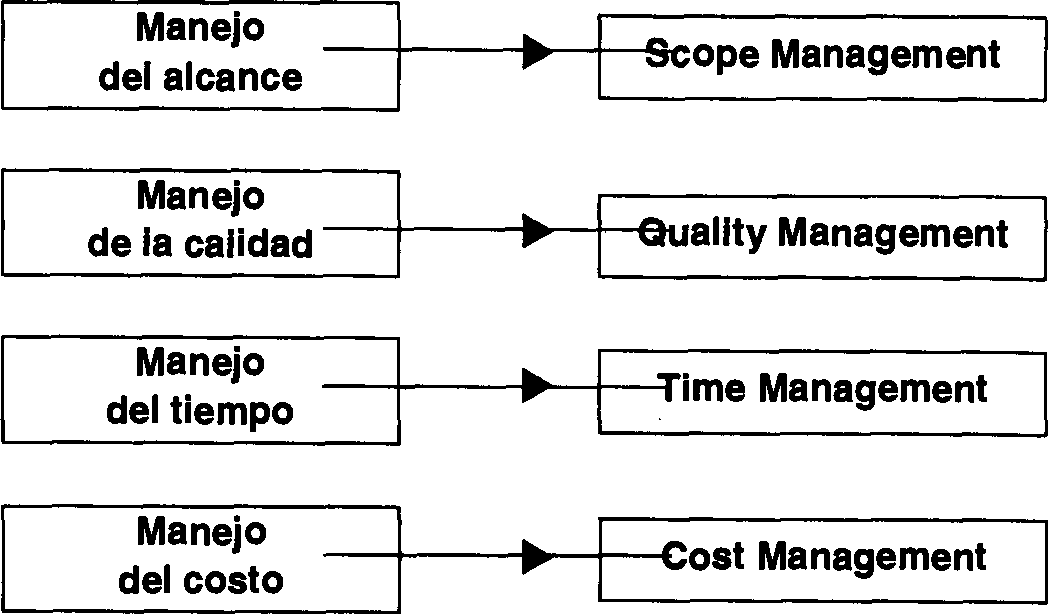 Manejo
del alcance
Scope Management
Manejo
de la calidad
Quality Management
Manejo
del tiempo
Time Management
Manejo
del costo
Cost Management